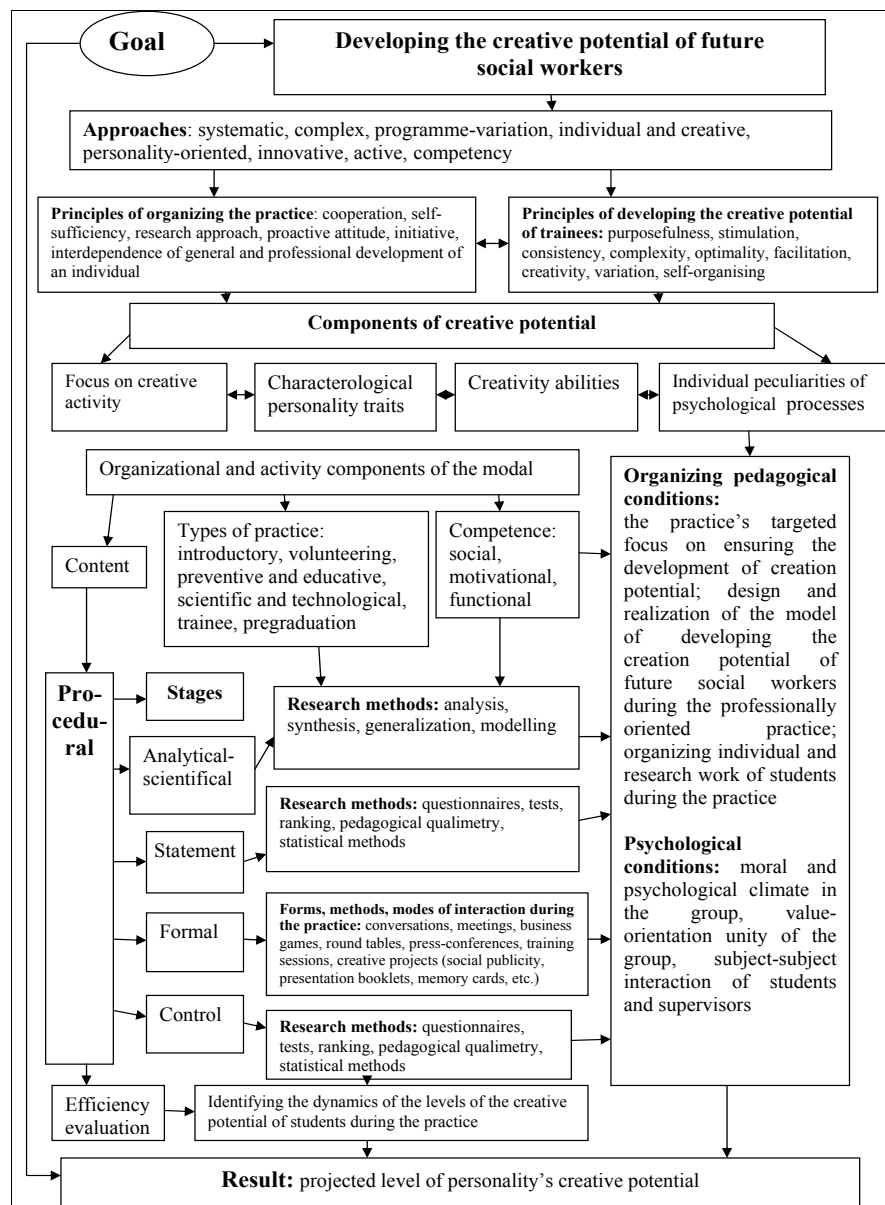 Goal
Developing the creative potential of future
social workers
Approaches: systematic, complex, programme-variation, individual and creative,
personality-oriented, innovative, active, competency
Principles of organizing the practice: cooperation, self-
sufficiency, research approach, proactive attitude, initiative,
interdependence of general and professional development of
an individual
Principles of developing the creative potential
of trainees: purposefulness, stimulation,
consistency, complexity, optimality, facilitation,
creativity, variation, self-organising
Components of creative potential
Focus on creative
activity
Characterological
personality traits
Creativity abilities
Individual peculiarities of
psychological processes
Organizational and activity components of the modal
Content
Types of practice:
introductory, volunteering,
preventive and educative,
scientific and technological,
trainee, pregraduation
Competence:
social,
motivational,
functional
Organizing pedagogical
conditions:
the practice's targeted
focus on ensuring the
development of creation
potential; design and
realization of the model
of developing the
creation potential of
future social workers
during the professionally
oriented practice;
organizing individual and
research work of students
during the practice
Psychological
conditions: moral and
psychological climate in
the group, value-
orientation unity of the
group, subject-subject
interaction of students
and supervisors
Pro-
cedu-
ral
Stages
Analytical-
scientifical
Research methods: analysis,
synthesis, generalization, modelling
Statement
Research methods: questionnaires, tests,
ranking, pedagogical qualimetry,
statistical methods
Formal
Forms, methods, modes of interaction during
the practice: conversations, meetings, business
games, round tables, press-conferences, training
sessions, creative projects (social publicity,
presentation booklets, memory cards, etc.)
Control
Research methods: questionnaires,
tests, ranking, pedagogical qualimetry,
statistical methods
Efficiency
evaluation
Identifying the dynamics of the levels of the creative
potential of students during the practice
Result: projected level of personality's creative potential